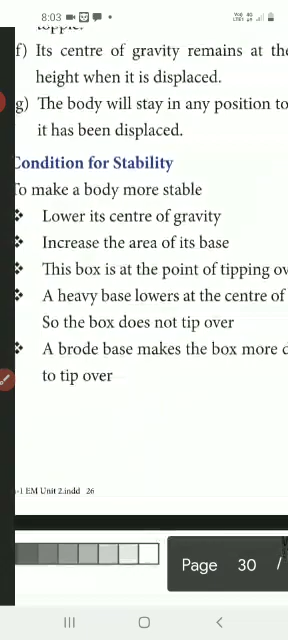 8:03
topple.
f) Its centre of gravity remains at the
height when it is displaced.
g) The body will stay in any position to
it has been displaced.
Condition for Stability
To make a body more stable
❖ Lower its centre of gravity
❖ Increase the area of its base
❖ This box is at the point of tipping ov
❖ A heavy base lowers at the centre of
So the box does not tip over
❖ A brode base makes the box more d
to tip over
-1 EM Unit 2.indd 26
Page 30 /